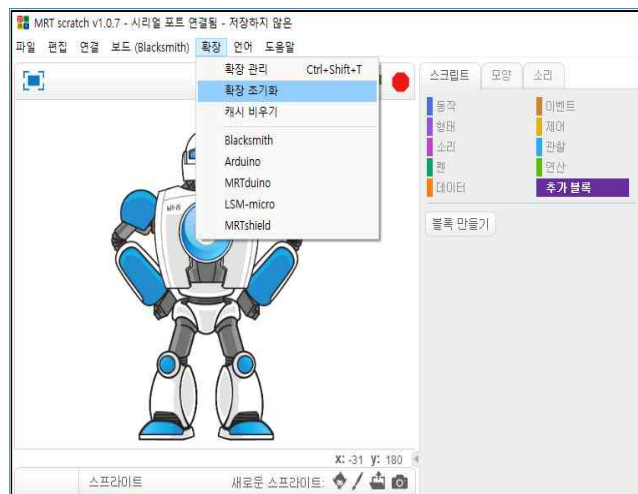 MRT scratch v1.0.7 - 시리얼 포트 연결됨 - 저장하지 않은
파일 편집 연결 보드 (Blacksmith) 확장 언어 도움말
확장 관리 Ctrl+Shift+T
확장 초기화
캐시 비우기
Blacksmith
Arduino
MRTduino
LSM-micro
MRTshield
스크립트 모양 소리
동작 이벤트
형태 제어
소리 관찰
펜 연산
데이터 추가 블록
블록 만들기
X: -31 y: 180
스프라이트 새로운 스프라이트: